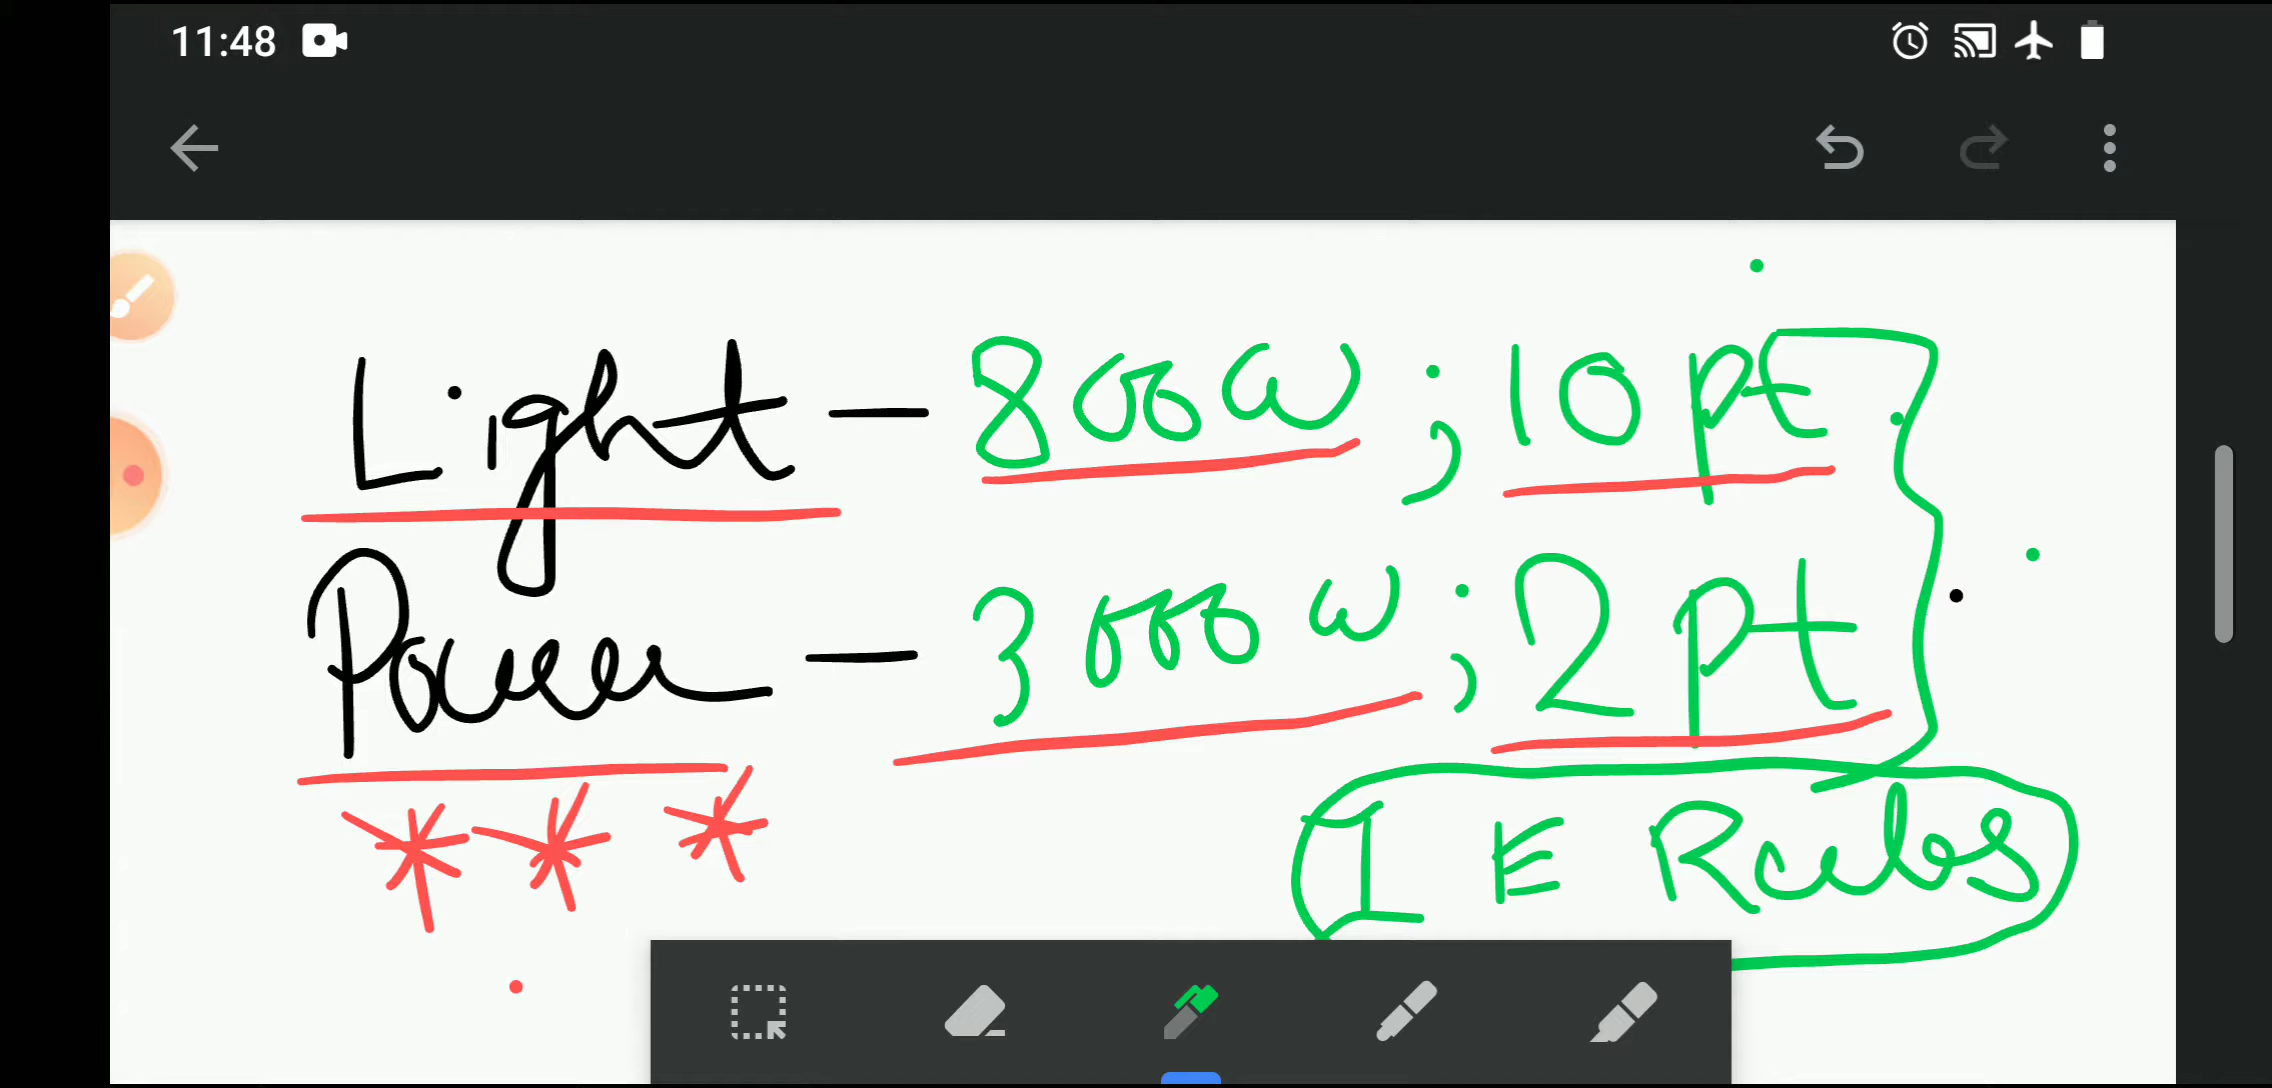 11:48
Light - 800W ; 10 pt
Power - 3000 W ; 2 pt
I E Rules